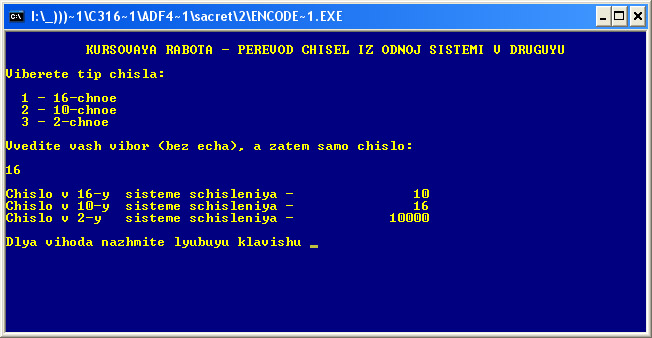 I:\_)))~1\C316~1\ADF4~1\sacret\2\ENCODE~1.EXE
KURSOVAYA RABOTA - PEREVOD CHISEL IZ ODNOJ SISTEMI V DRUGUYU
Viberete tip chisla:
1 - 16-chnoe
2 - 10-chnoe
3 - 2-chnoe
Vvedite vash vibor (bez echa), a zatem samo chislo:
16
Chislo v 16-y sisteme schisleniya - 10
Chislo v 10-y sisteme schisleniya - 16
Chislo v 2-y sisteme schisleniya - 10000
Dlya vihoda nazhmite lyubuyu klavishu _